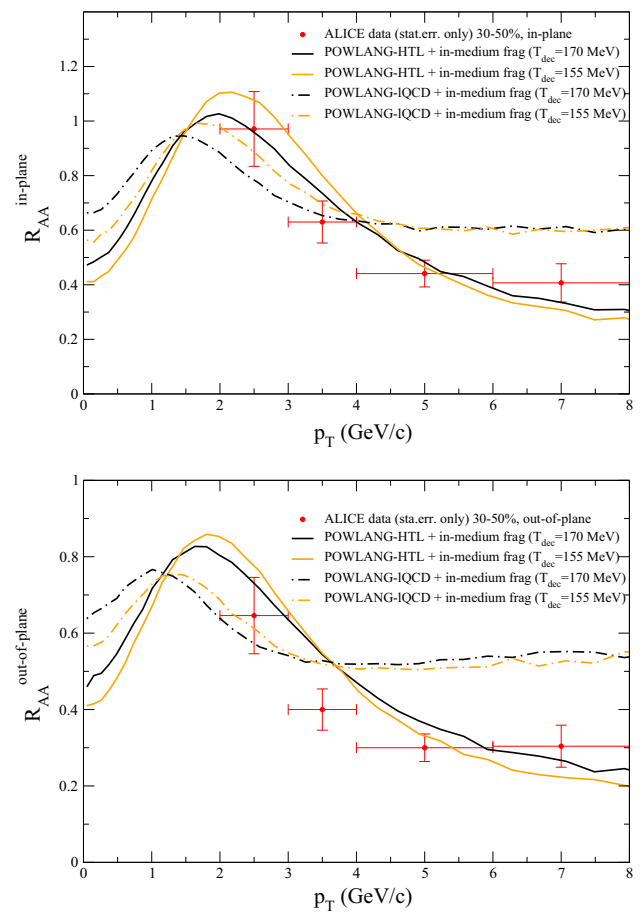 ALICE data (stat.err. only) 30-50%, in-plane
POWLANG-HTL + in-medium frag (T_dec=170 MeV)
POWLANG-HTL + in-medium frag (T_dec=155 MeV)
POWLANG-lQCD + in-medium frag (T_dec=170 MeV)
POWLANG-lQCD + in-medium frag (T_dec=155 MeV)
1.2
1
0.8
0.6
0.4
0.2
0
R_AA^in-plane
0 1 2 3 4 5 6 7 8
p_T (GeV/c)
1
0.8
0.6
0.4
0.2
0
R_AA^out-of-plane
ALICE data (sta.err. only) 30-50%, out-of-plane
POWLANG-HTL + in-medium frag (T_dec=170 MeV)
POWLANG-HTL + in-medium frag (T_dec=155 MeV)
POWLANG-lQCD + in-medium frag (T_dec=170 MeV)
POWLANG-lQCD + in-medium frag (T_dec=155 MeV)
0 1 2 3 4 5 6 7 8
p_T (GeV/c)